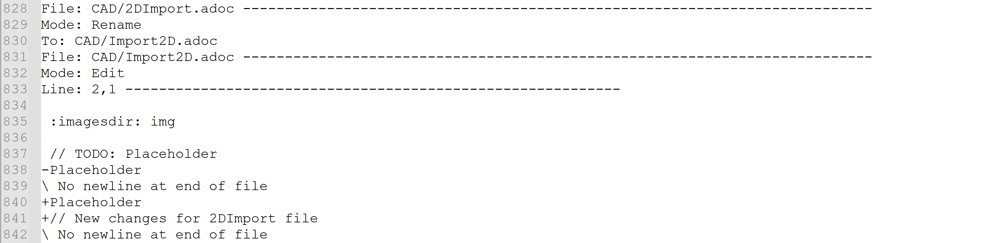 828 File: CAD/2DImport.adoc ---------------------------------------------------------------------------
829 Mode: Rename
830 To: CAD/Import2D.adoc
831 File: CAD/Import2D.adoc ---------------------------------------------------------------------------
832 Mode: Edit
833 Line: 2,1 -----------------------------------------------------------
834
835  :imagesdir: img
836
837  // TODO: Placeholder
838 -Placeholder
839 \ No newline at end of file
840 +Placeholder
841 +// New changes for 2DImport file
842 \ No newline at end of file